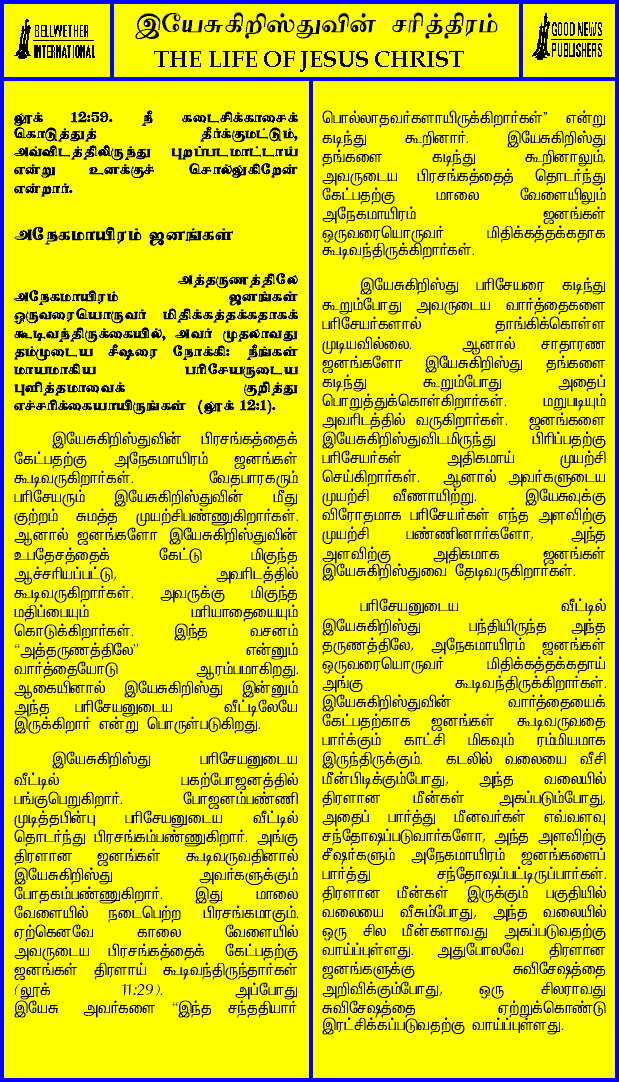 BELLWETHER
INTERNATIONAL
இயேசுகிறிஸ்துவின் சரித்திரம்
THE LIFE OF JESUS CHRIST
GOOD NEWS
PUBLISHERS
லூக் 12:59. நீ கடைசிக்காசைக்
கொடுத்துத் தீர்க்குமட்டும்,
அவ்விடத்திலிருந்து புறப்படமாட்டாய்
என்று உனக்குச் சொல்லுகிறேன்
என்றார்.
அநேகமாயிரம் ஜனங்கள்
அத்தருணத்திலே
அநேகமாயிரம் ஜனங்கள்
ஒருவரையொருவர் மிதிக்கத்தக்கதாகக்
கூடிவந்திருக்கையில், அவர் முதலாவது
தம்முடைய சீஷரை நோக்கி: நீங்கள்
மாயமாகிய பரிசேயருடைய
புளித்தமாவைக் குறித்து
எச்சரிக்கையாயிருங்கள் (லூக் 12:1).
இயேசுகிறிஸ்துவின் பிரசங்கத்தைக்
கேட்பதற்கு அநேகமாயிரம் ஜனங்கள்
கூடிவருகிறார்கள். வேதபாரகரும்
பரிசேயரும் இயேசுகிறிஸ்துவின் மீது
குற்றம் சுமத்த முயற்சிபண்ணுகிறார்கள்.
ஆனால் ஜனங்களோ இயேசுகிறிஸ்துவின்
உபதேசத்தைக் கேட்டு மிகுந்த
ஆச்சரியப்பட்டு, அவரிடத்தில்
கூடிவருகிறார்கள். அவருக்கு மிகுந்த
மதிப்பையும் மரியாதையையும்
கொடுக்கிறார்கள். இந்த வசனம்
“அத்தருணத்திலே” என்னும்
வார்த்தையோடு ஆரம்பமாகிறது.
ஆகையினால் இயேசுகிறிஸ்து இன்னும்
அந்த பரிசேயனுடைய வீட்டிலேயே
இருக்கிறார் என்று பொருள்படுகிறது.
இயேசுகிறிஸ்து பரிசேயனுடைய
வீட்டில் பகற்போஜனத்தில்
பங்குபெறுகிறார். போஜனம்பண்ணி
முடித்தபின்பு பரிசேயனுடைய வீட்டில்
தொடர்ந்து பிரசங்கம்பண்ணுகிறார். அங்கு
திரளான ஜனங்கள் கூடிவருவதினால்
இயேசுகிறிஸ்து அவர்களுக்கும்
போதகம்பண்ணுகிறார். இது மாலை
வேளையில் நடைபெற்ற பிரசங்கமாகும்.
ஏற்கெனவே காலை வேளையில்
அவருடைய பிரசங்கத்தைக் கேட்பதற்கு
ஜனங்கள் திரளாய் கூடிவந்திருந்தார்கள்
(லூக் 11:29). அப்போது
இயேசு அவர்களை “இந்த சந்ததியார்
பொல்லாதவர்களாயிருக்கிறார்கள்” என்று
கடிந்து கூறினார். இயேசுகிறிஸ்து
தங்களை கடிந்து கூறினாலும்,
அவருடைய பிரசங்கத்தைத் தொடர்ந்து
கேட்பதற்கு மாலை வேளையிலும்
அநேகமாயிரம் ஜனங்கள்
ஒருவரையொருவர் மிதிக்கத்தக்கதாக
கூடிவந்திருக்கிறார்கள்.
இயேசுகிறிஸ்து பரிசேயரை கடிந்து
கூறும்போது அவருடைய வார்த்தைகளை
பரிசேயர்களால் தாங்கிக்கொள்ள
முடியவில்லை. ஆனால் சாதாரண
ஜனங்களோ இயேசுகிறிஸ்து தங்களை
கடிந்து கூறும்போது அதைப்
பொறுத்துக்கொள்கிறார்கள். மறுபடியும்
அவரிடத்தில் வருகிறார்கள். ஜனங்களை
இயேசுகிறிஸ்துவிடமிருந்து பிரிப்பதற்கு
பரிசேயர்கள் அதிகமாய் முயற்சி
செய்கிறார்கள். ஆனால் அவர்களுடைய
முயற்சி வீணாயிற்று. இயேசுவுக்கு
விரோதமாக பரிசேயர்கள் எந்த அளவிற்கு
முயற்சி பண்ணினார்களோ, அந்த
அளவிற்கு அதிகமாக ஜனங்கள்
இயேசுகிறிஸ்துவை தேடிவருகிறார்கள்.
பரிசேயனுடைய வீட்டில்
இயேசுகிறிஸ்து பந்தியிருந்த அந்த
தருணத்திலே, அநேகமாயிரம் ஜனங்கள்
ஒருவரையொருவர் மிதிக்கத்தக்கதாய்
அங்கு கூடிவந்திருக்கிறார்கள்.
இயேசுகிறிஸ்துவின் வார்த்தையைக்
கேட்பதற்காக ஜனங்கள் கூடிவருவதை
பார்க்கும் காட்சி மிகவும் ரம்மியமாக
இருந்திருக்கும். கடலில் வலையை வீசி
மீன்பிடிக்கும்போது, அந்த வலையில்
திரளான மீன்கள் அகப்படும்போது,
அதைப் பார்த்து மீனவர்கள் எவ்வளவு
சந்தோஷப்படுவார்களோ, அந்த அளவிற்கு
சீஷர்களும் அநேகமாயிரம் ஜனங்களைப்
பார்த்து சந்தோஷப்பட்டிருப்பார்கள்.
திரளான மீன்கள் இருக்கும் பகுதியில்
வலையை வீசும்போது, அந்த வலையில்
ஒரு சில மீன்களாவது அகப்படுவதற்கு
வாய்ப்புள்ளது. அதுபோலவே திரளான
ஜனங்களுக்கு சுவிசேஷத்தை
அறிவிக்கும்போது, ஒரு சிலராவது
சுவிசேஷத்தை ஏற்றுக்கொண்டு
இரட்சிக்கப்படுவதற்கு வாய்ப்புள்ளது.